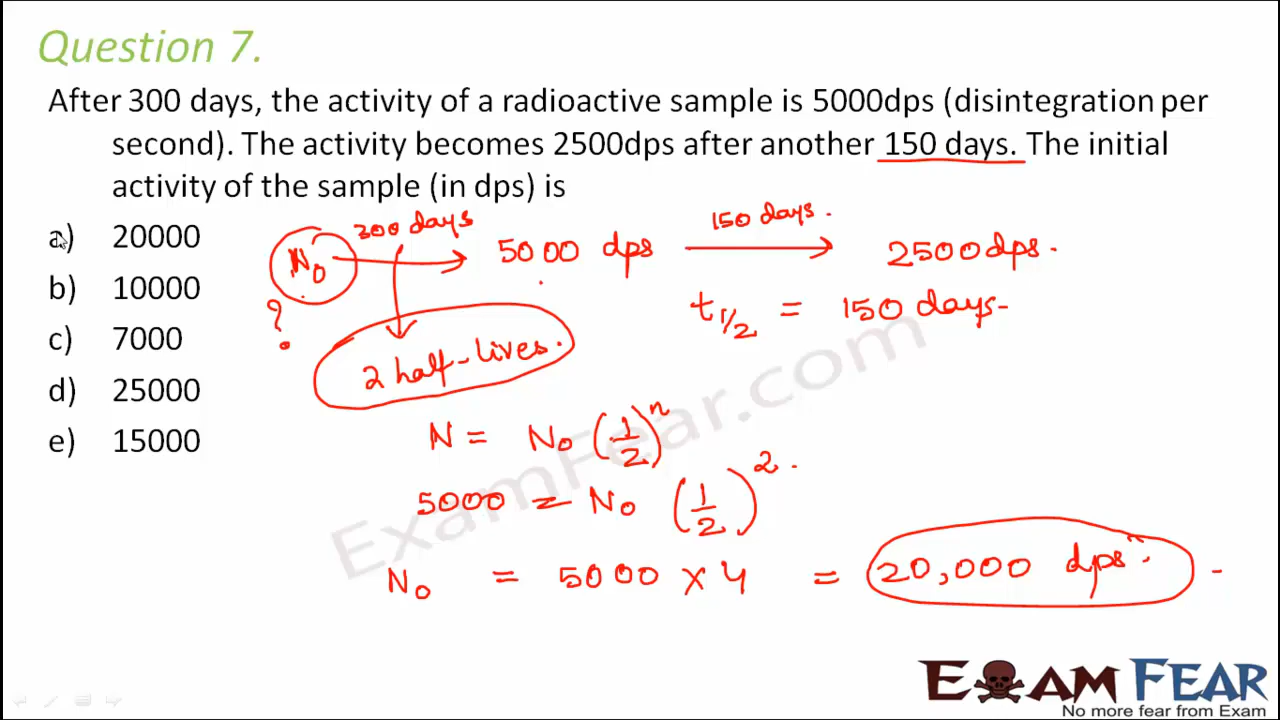 Question 7.
After 300 days, the activity of a radioactive sample is 5000dps (disintegration per
second). The activity becomes 2500dps after another 150 days. The initial
activity of the sample (in dps) is
a) 20000
b) 10000
c) 7000
d) 25000
e) 15000
N₀ 300 days 5000 dps 150 days. 2500dps.
?
t1/2 = 150 days
2 half-lives.
N = N₀ (1/2)ⁿ
5000 = N₀ (1/2)².
N₀ = 5000 × 4 = 20,000 dps
ExamFear.com
EXAM FEAR
No more fear from Exam